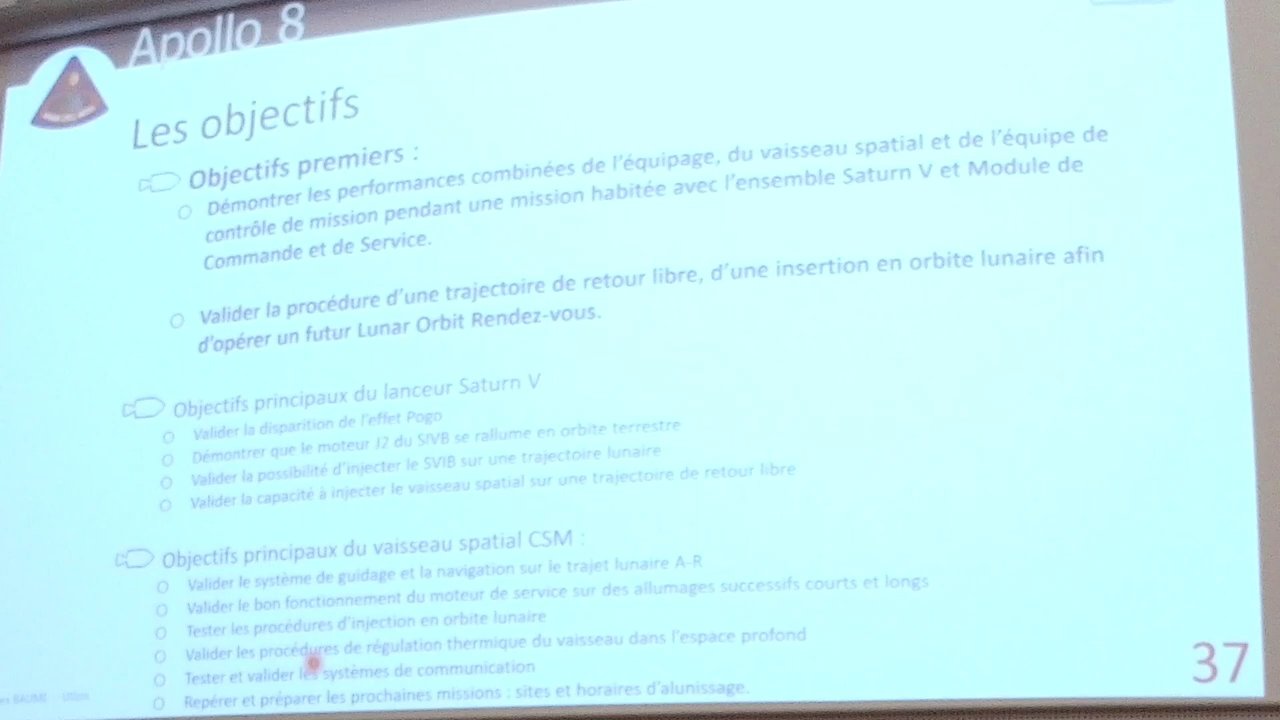 Apollo 8
Les objectifs
Objectifs premiers :
Démontrer les performances combinées de l'équipage, du vaisseau spatial et de l'équipe de
contrôle de mission pendant une mission habitée avec l'ensemble Saturn V et Module de
Commande et de Service.
Valider la procédure d'une trajectoire de retour libre, d'une insertion en orbite lunaire afin
d'opérer un futur Lunar Orbit Rendez-vous.
Objectifs principaux du lanceur Saturn V
Valider la disparition de l'effet Pogo
Démontrer que le moteur J2 du SIVB se rallume en orbite terrestre
Valider la possibilité d'injecter le SVIB sur une trajectoire lunaire
Valider la capacité à injecter le vaisseau spatial sur une trajectoire de retour libre
Objectifs principaux du vaisseau spatial CSM :
Valider le système de guidage et la navigation sur le trajet lunaire A-R
Valider le bon fonctionnement du moteur de service sur des allumages successifs courts et longs
Tester les procédures d'injection en orbite lunaire
Valider les procédures de régulation thermique du vaisseau dans l'espace profond
Tester et valider les systèmes de communication
Repérer et préparer les prochaines missions : sites et horaires d'alunissage.
37